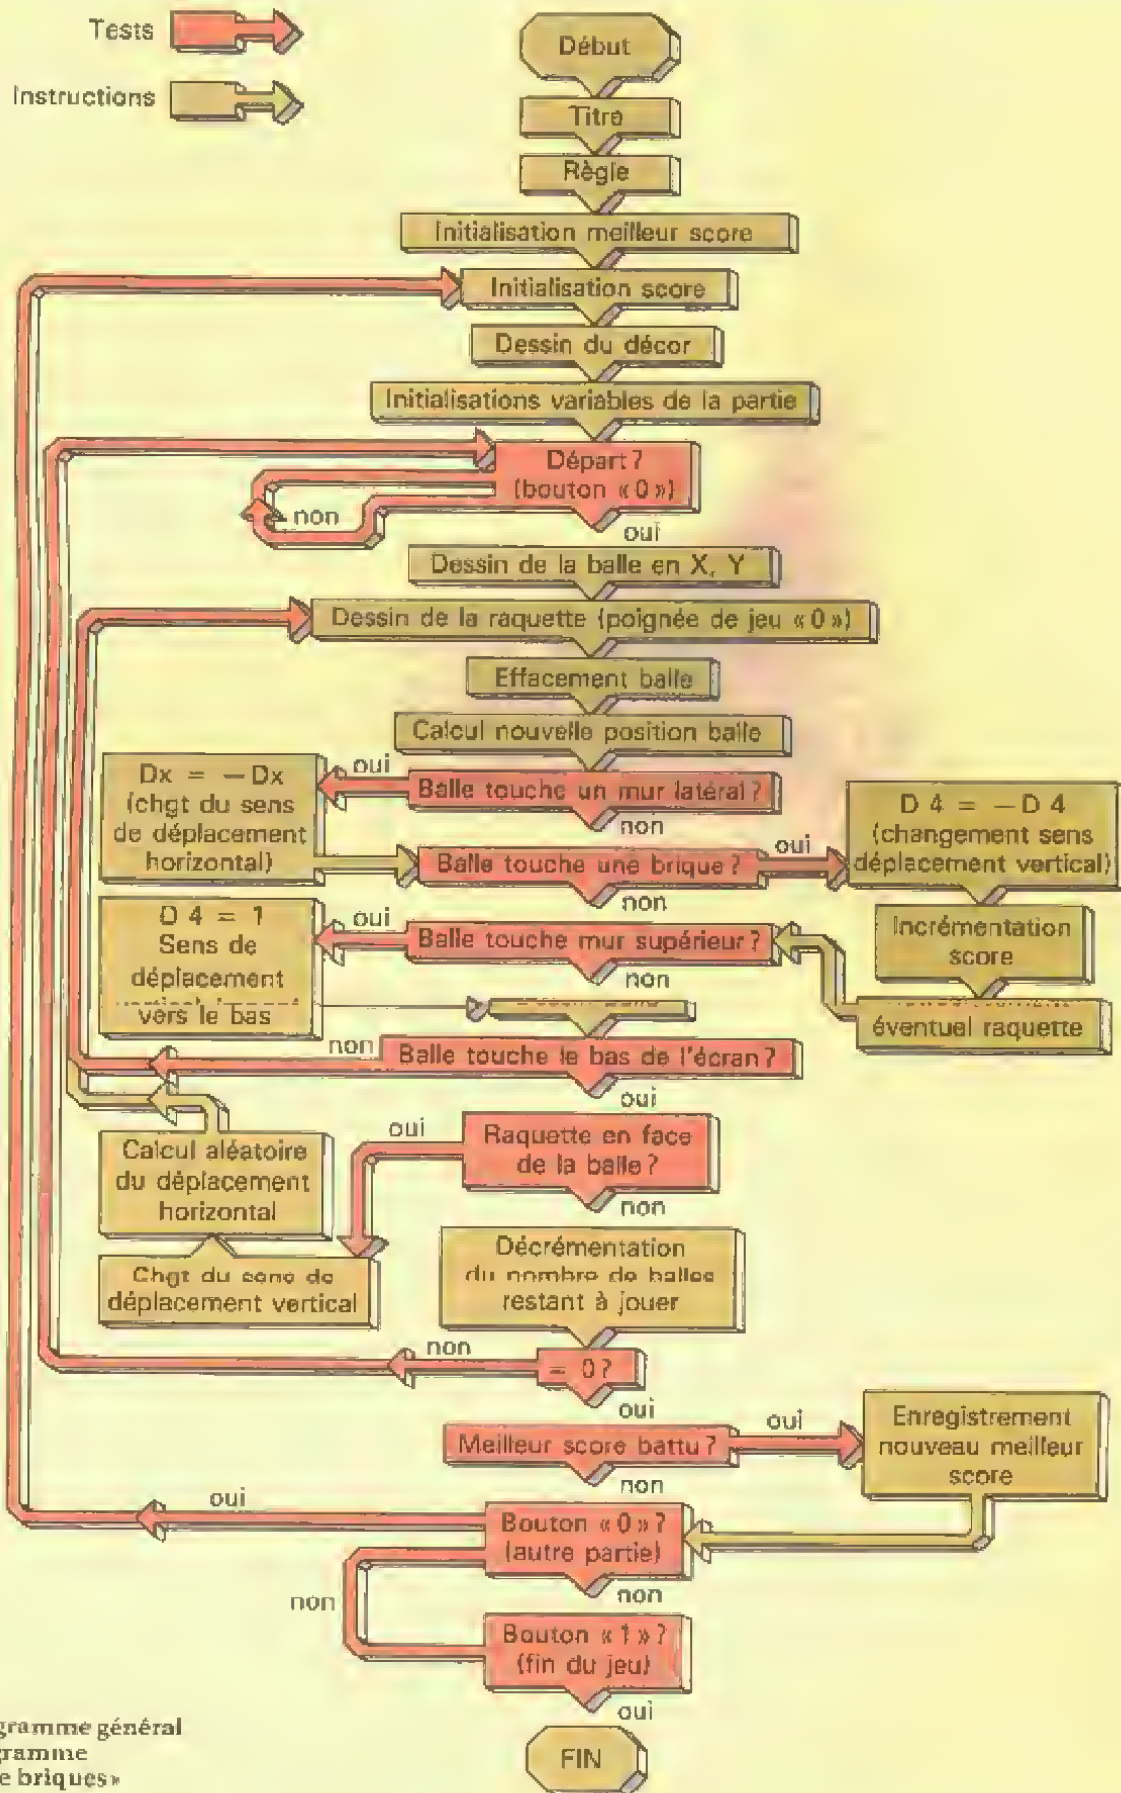 Tests
Instructions
Début
Titre
Règle
Initialisation meilleur score
Initialisation score
Dessin du décor
Initialisations variables de la partie
Départ ?
(bouton « 0 »)
non
oui
Dessin de la balle en X, Y
Dessin de la raquette (poignée de jeu « 0 »)
Effacement balle
Calcul nouvelle position balle
Dx = − Dx
(chgt du sens
de déplacement
horizontal)
oui
Balle touche un mur latéral ?
non
Balle touche une brique ?
oui
non
D 4 = − D 4
(changement sens
déplacement vertical)
D 4 = 1
Sens de
déplacement
vers le bas
oui
Balle touche mur supérieur ?
non
Incrémentation
score
éventuel raquette
non
Balle touche le bas de l'écran ?
oui
Calcul aléatoire
du déplacement
horizontal
oui
Raquette en face
de la balle ?
non
Chgt du sens de
déplacement vertical
Décrémentation
du nombre de balles
restant à jouer
non
= 0 ?
oui
Meilleur score battu ?
oui
non
Enregistrement
nouveau meilleur
score
oui
Bouton « 0 » ?
(autre partie)
non
non
Bouton « 1 » ?
(fin du jeu)
oui
FIN
gramme général
gramme
e briques »